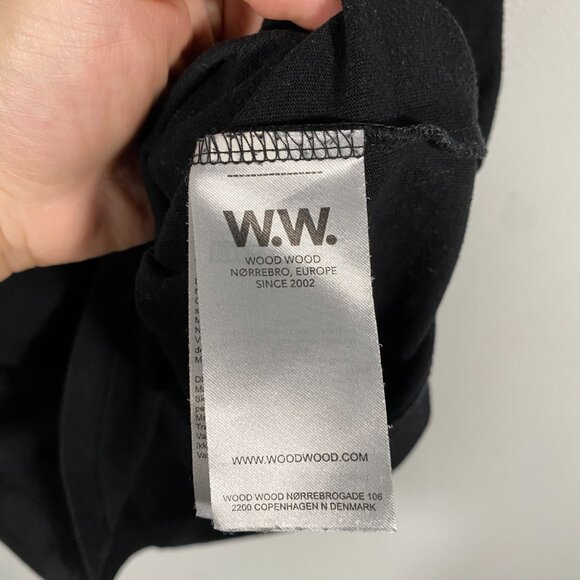 W.W.
WOOD WOOD
NØRREBRO, EUROPE
SINCE 2002
WWW.WOODWOOD.COM
WOOD WOOD NØRREBROGADE 106
2200 COPENHAGEN N DENMARK